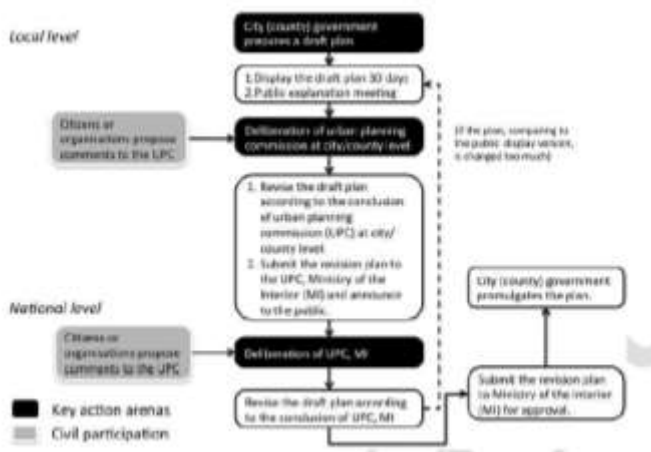 Local level
City (county) government
prepares a draft plan
1.Display the draft plan 30 days
2.Public explanation meeting
Citizens or
organisations propose
comments to the UPC
Deliberation of urban planning
commission at city/county level
(if the plan, comparing to
the public display version,
is changed too much)
1. Revise the draft plan
according to the conclusion
of urban planning
commission (UPC) at city/
county level.
2. Submit the revision plan to
the UPC, Ministry of the
Interior (MI) and announce
to the public.
City (county) government
promulgates the plan.
National level
Citizens or
organisations propose
comments to the UPC
Deliberation of UPC, MI
Revise the draft plan according
to the conclusion of UPC, MI
Submit the revision plan
to Ministry of the Interior
(MI) for approval.
Key action arenas
Civil participation